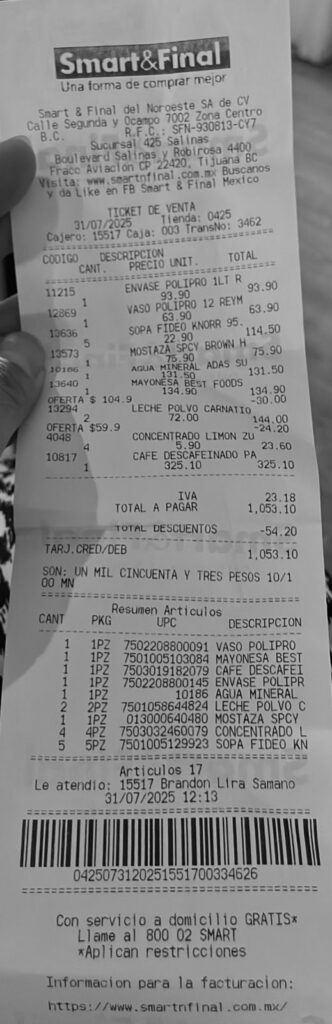 Smart&Final
Una forma de comprar mejor
Smart & Final del Noroeste SA de CV
Calle Segunda y Ocampo 7002 Zona Centro
B.C. R.F.C.: SFN-930813-CY7
Sucursal 425 Salinas
Boulevard Salinas y Robirosa 4400
Fracc Aviacion CP 22420, Tijuana BC
Visita: www.smartnfinal.com.mx Buscanos
y da Like en FB Smart & Final Mexico
TICKET DE VENTA
31/07/2025 Tienda: 0425
Cajero: 15517 Caja: 003 TransNo: 3462
CODIGO DESCRIPCION
CANT. PRECIO UNIT. TOTAL
11215 ENVASE POLIPRO 1LT R
1 93.90 93.90
12869 VASO POLIPRO 12 REYM
1 63.90 63.90
13636 SOPA FIDEO KNORR 95.
5 22.90 114.50
13573 MOSTAZA SPCY BROWN H
1 75.90 75.90
10186 AGUA MINERAL ADAS SU
1 131.50 131.50
13640 MAYONESA BEST FOODS
1 134.90 134.90
OFERTA $ 104.9 -30.00
13294 LECHE POLVO CARNATIO
2 72.00 144.00
OFERTA $59.9 -24.20
4048 CONCENTRADO LIMON ZU
4 5.90 23.60
10817 CAFE DESCAFEINADO PA
1 325.10 325.10
IVA 23.18
TOTAL A PAGAR 1,053.10
TOTAL DESCUENTOS -54.20
TARJ.CRED/DEB 1,053.10
SON: UN MIL CINCUENTA Y TRES PESOS 10/1
00 MN
Resumen Articulos
CANT PKG UPC DESCRIPCION
1 1PZ 7502208800091 VASO POLIPRO
1 1PZ 7501005103084 MAYONESA BEST
1 1PZ 7503019182079 CAFE DESCAFEI
1 1PZ 7502208800145 ENVASE POLIPR
1 1PZ 10186 AGUA MINERAL
2 2PZ 7501058644824 LECHE POLVO C
1 1PZ 013000640480 MOSTAZA SPCY
4 4PZ 7503032460079 CONCENTRADO L
5 5PZ 7501005129923 SOPA FIDEO KN
Articulos 17
Le atendio: 15517 Brandon Lira Samano
31/07/2025 12:13
0425073120251551700334626
Con servicio a domicilio GRATIS*
Llame al 800 02 SMART
*Aplican restricciones
Informacion para la facturacion:
https://www.smartnfinal.com.mx/